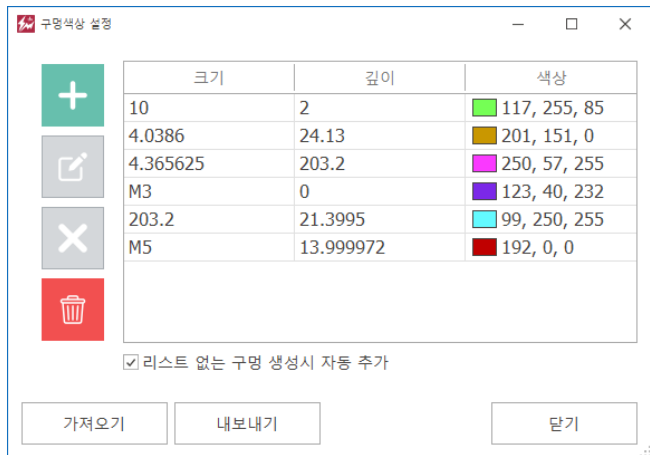 구멍색상 설정
크기 깊이 색상
10 2 117, 255, 85
4.0386 24.13 201, 151, 0
4.365625 203.2 250, 57, 255
M3 0 123, 40, 232
203.2 21.3995 99, 250, 255
M5 13.999972 192, 0, 0
리스트 없는 구멍 생성시 자동 추가
가져오기 내보내기 닫기